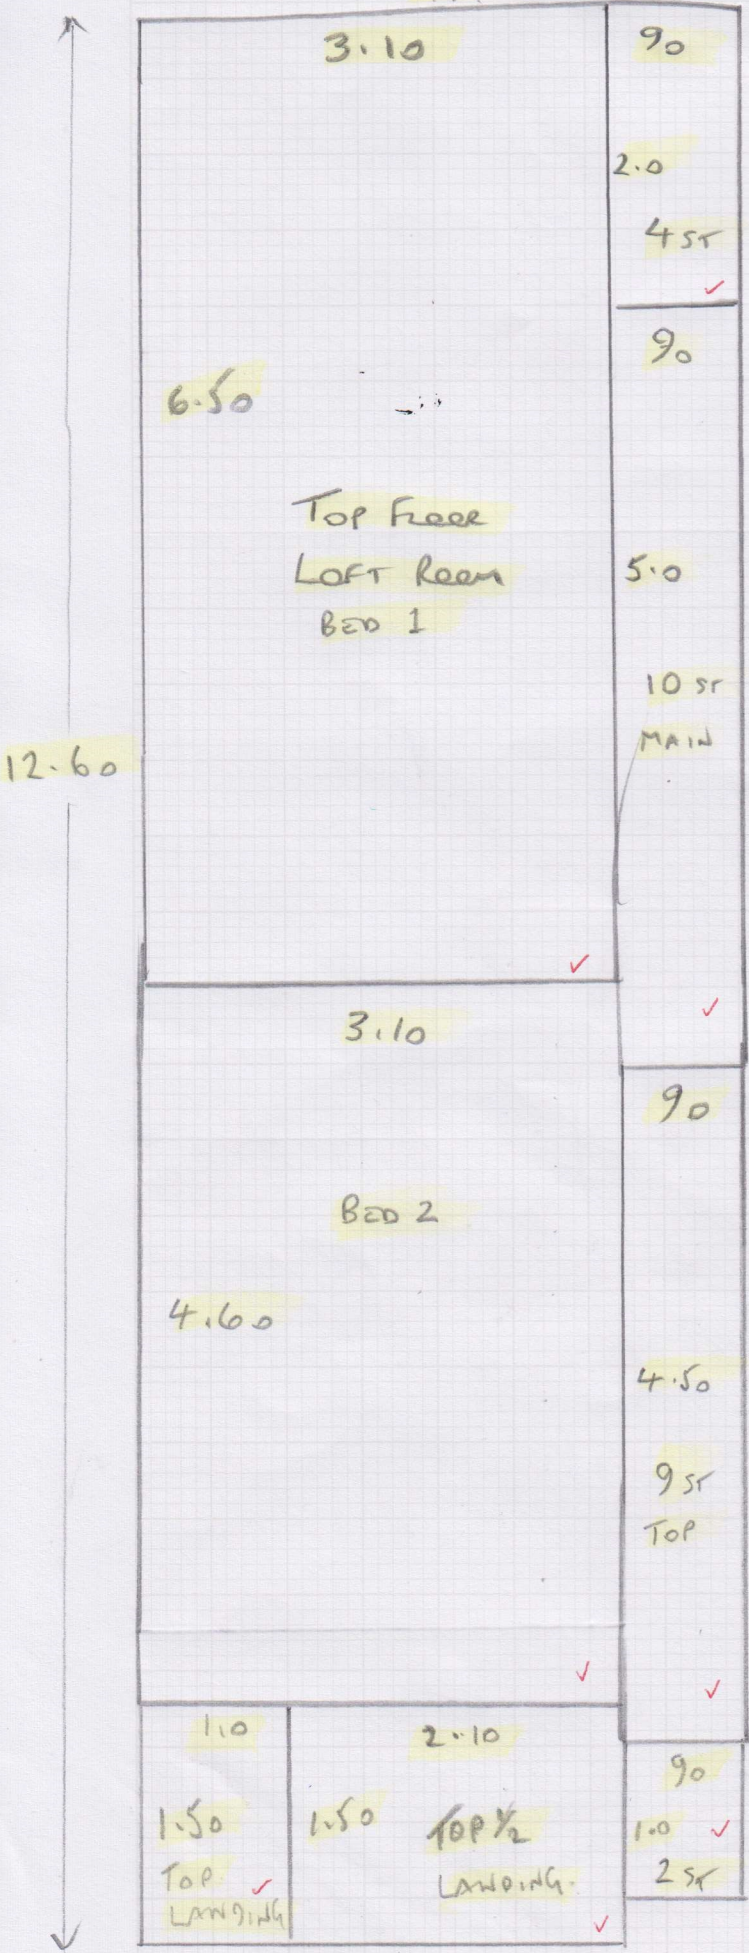 3.10
90
2.0
4 ST
90
6.50
TOP FLOOR
LOFT ROOM
BED 1
5.0
10 ST
MAIN
12.60
3.10
90
BED 2
4.60
4.50
9 ST
TOP
1.0
2.10
90
1.50
1.50
TOP 1/2
1.0
TOP
LANDING
LANDING.
2 ST